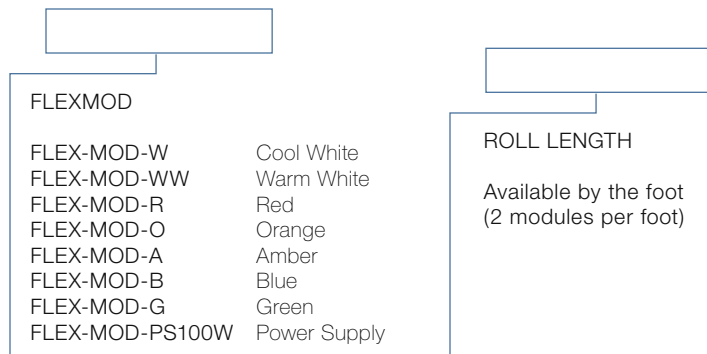 FLEXMOD
FLEX-MOD-W Cool White
FLEX-MOD-WW Warm White
FLEX-MOD-R Red
FLEX-MOD-O Orange
FLEX-MOD-A Amber
FLEX-MOD-B Blue
FLEX-MOD-G Green
FLEX-MOD-PS100W Power Supply
ROLL LENGTH
Available by the foot
(2 modules per foot)